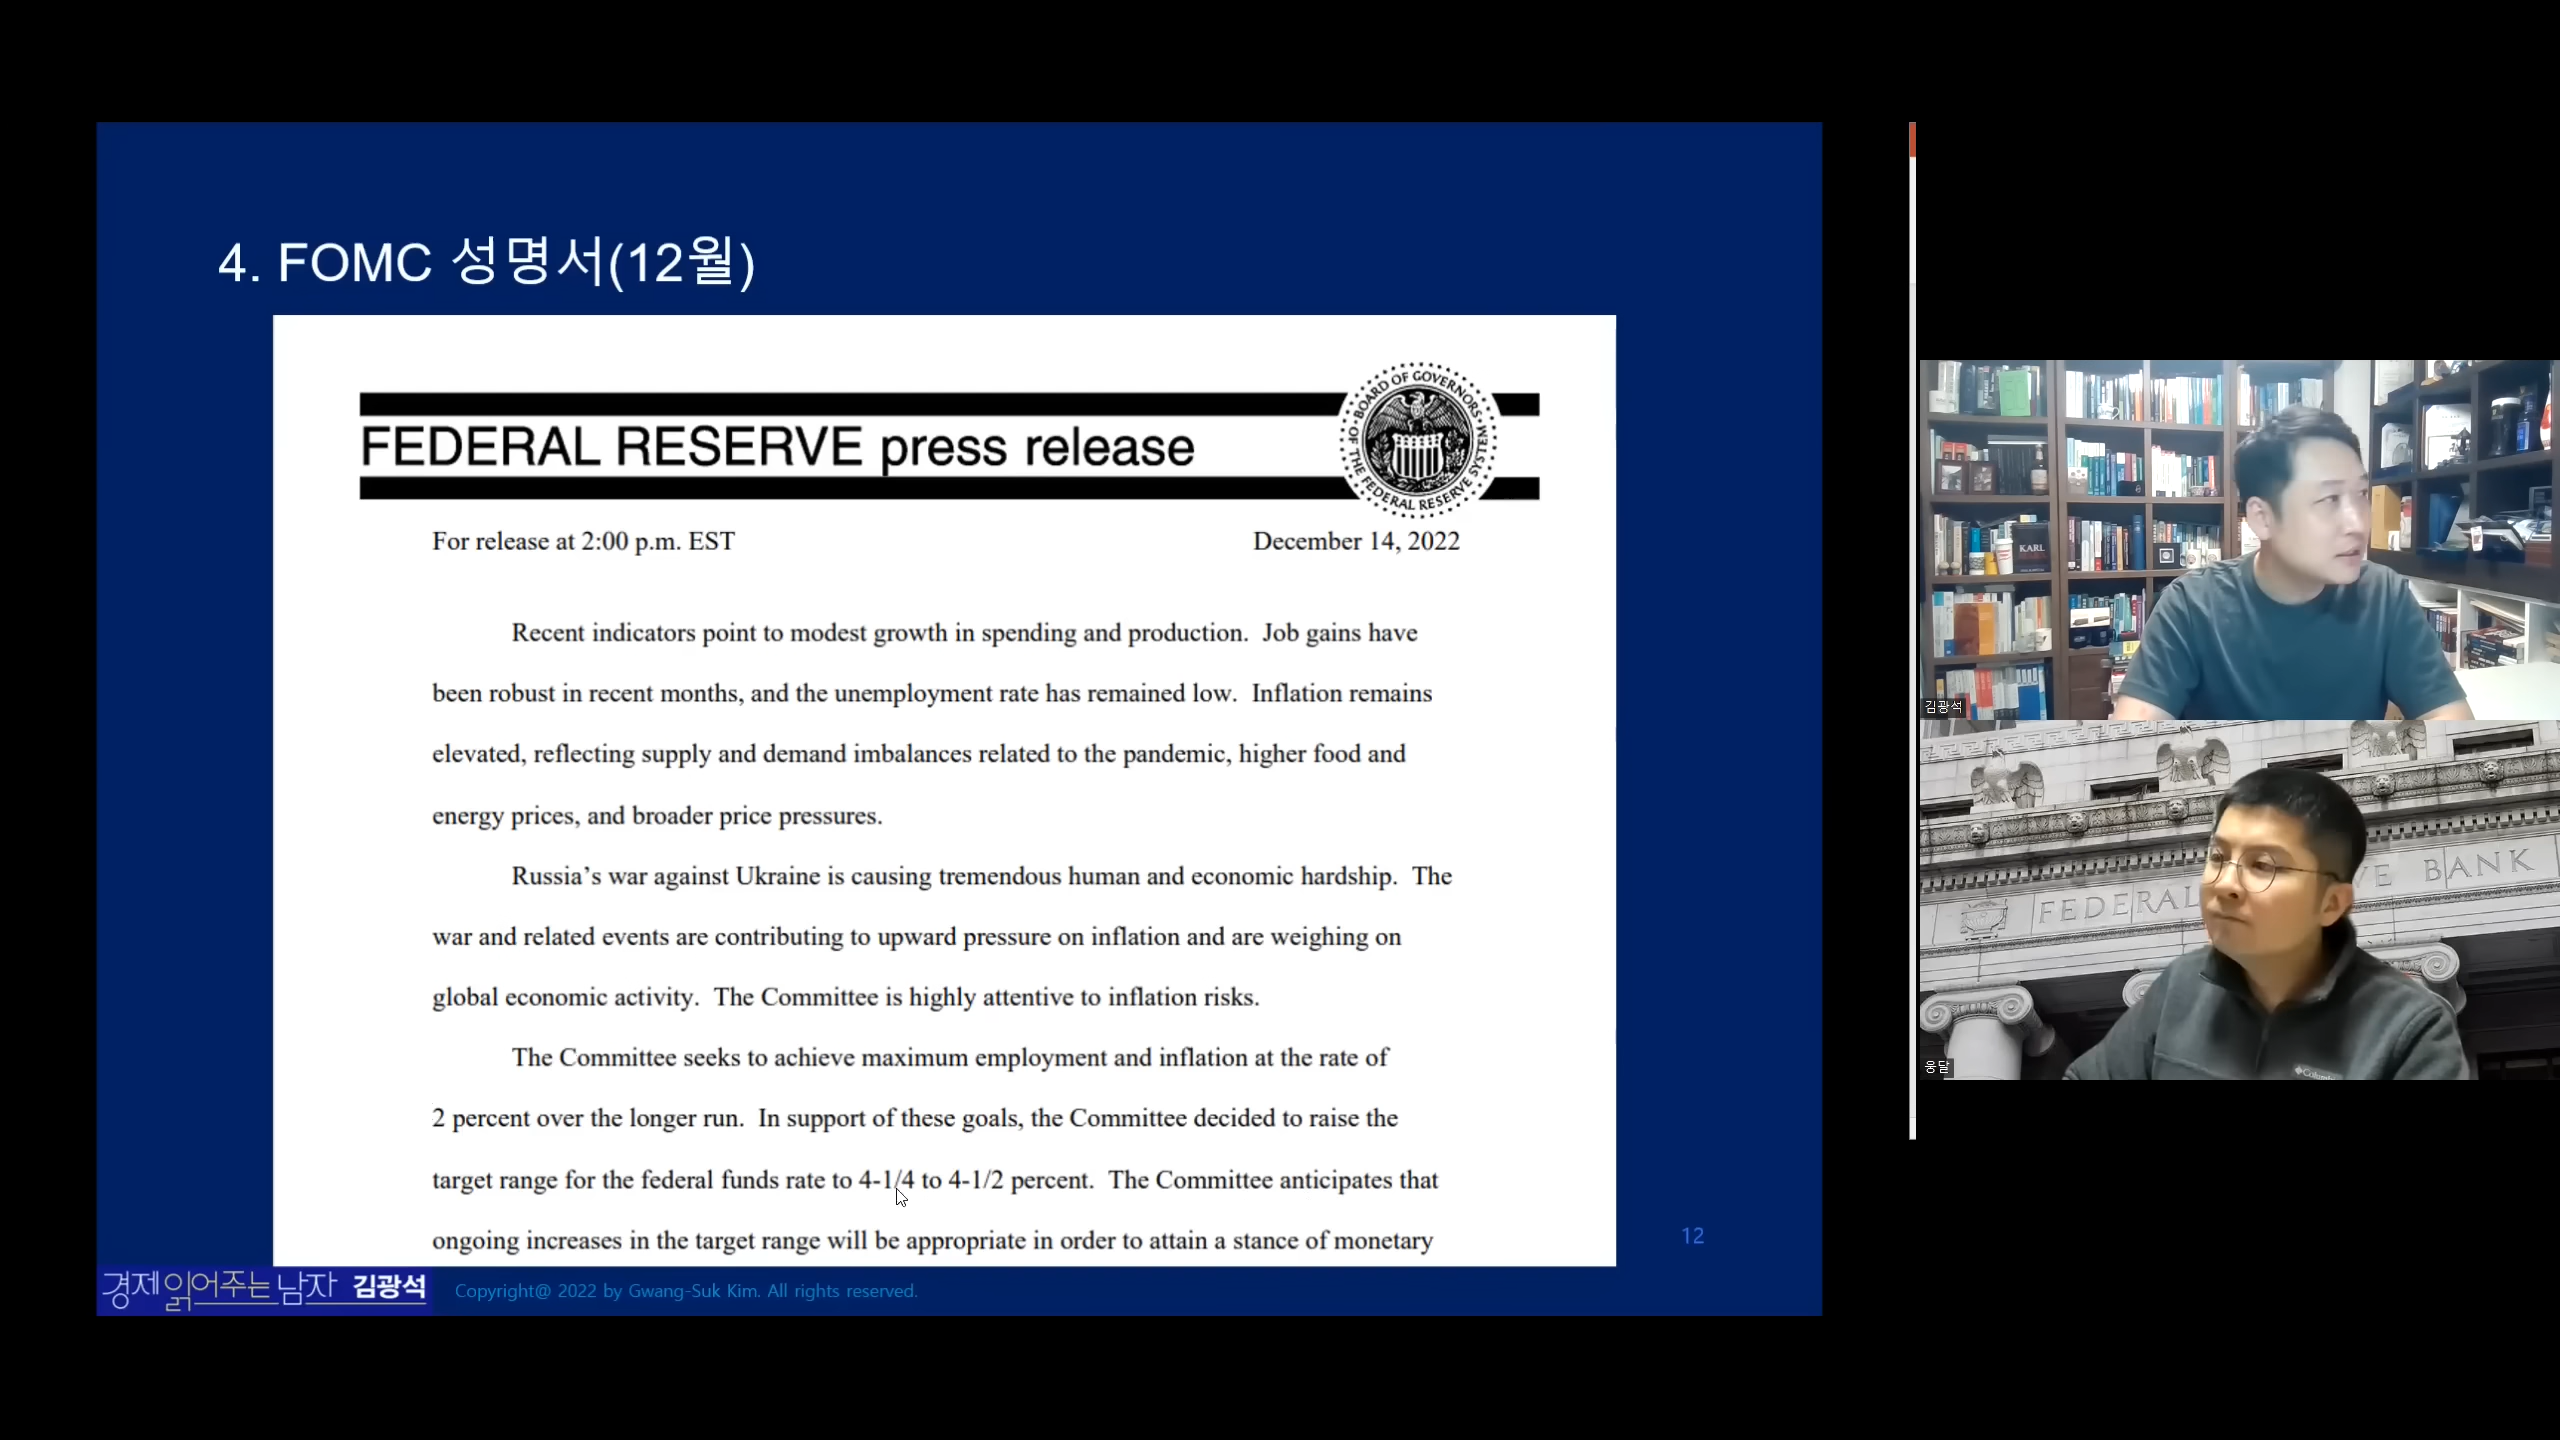 4. FOMC 성명서(12월)
FEDERAL RESERVE press release
BOARD OF GOVERNORS OF THE FEDERAL RESERVE SYSTEM
For release at 2:00 p.m. EST
December 14, 2022
Recent indicators point to modest growth in spending and production. Job gains have
been robust in recent months, and the unemployment rate has remained low. Inflation remains
elevated, reflecting supply and demand imbalances related to the pandemic, higher food and
energy prices, and broader price pressures.
Russia’s war against Ukraine is causing tremendous human and economic hardship. The
war and related events are contributing to upward pressure on inflation and are weighing on
global economic activity. The Committee is highly attentive to inflation risks.
The Committee seeks to achieve maximum employment and inflation at the rate of
2 percent over the longer run. In support of these goals, the Committee decided to raise the
target range for the federal funds rate to 4-1/4 to 4-1/2 percent. The Committee anticipates that
ongoing increases in the target range will be appropriate in order to attain a stance of monetary
12
경제 읽어주는 남자 김광석
Copyright@ 2022 by Gwang-Suk Kim. All rights reserved.
KARL
김광석
FEDERAL VE BANK
웅달